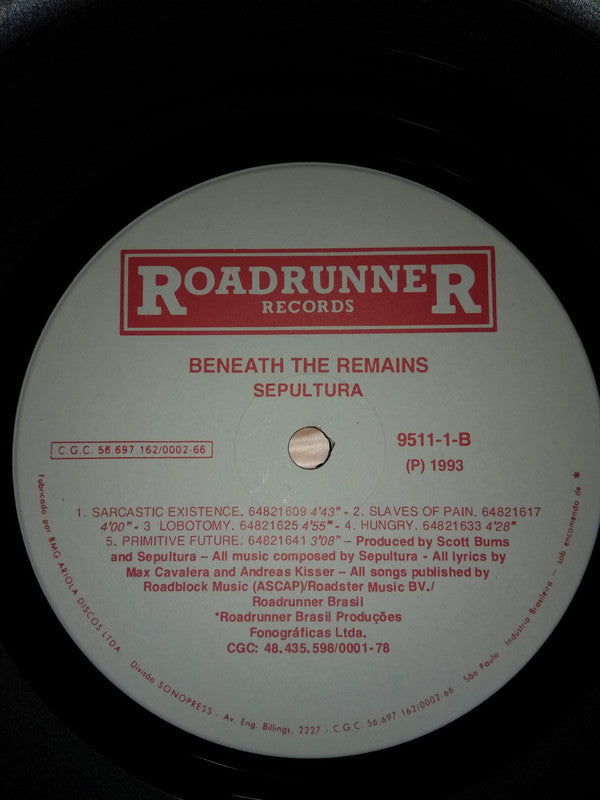 ROADRUNNER
RECORDS
BENEATH THE REMAINS
SEPULTURA
C.G.C. 56.697.162/0002-66
9511-1-B
(P) 1993
1. SARCASTIC EXISTENCE. 64821609 4'43" - 2. SLAVES OF PAIN. 64821617
4'00" - 3 LOBOTOMY. 64821625 4'55" - 4. HUNGRY. 64821633 4'28"
5. PRIMITIVE FUTURE. 64821641 3'08" – Produced by Scott Burns
and Sepultura – All music composed by Sepultura - All lyrics by
Max Cavalera and Andreas Kisser – All songs published by
Roadblock Music (ASCAP)/Roadster Music BV./
Roadrunner Brasil
*Roadrunner Brasil Produções
Fonográficas Ltda.
CGC: 48.435.598/0001-78
Fabricado por BMG ARIOLA DISCOS LTDA Divisão SONOPRESS - Av. Eng. Billings, 2227 - C.G.C. 56.697.162/0002.66 São Paulo Indústria Brasileira — sob encomenda de *